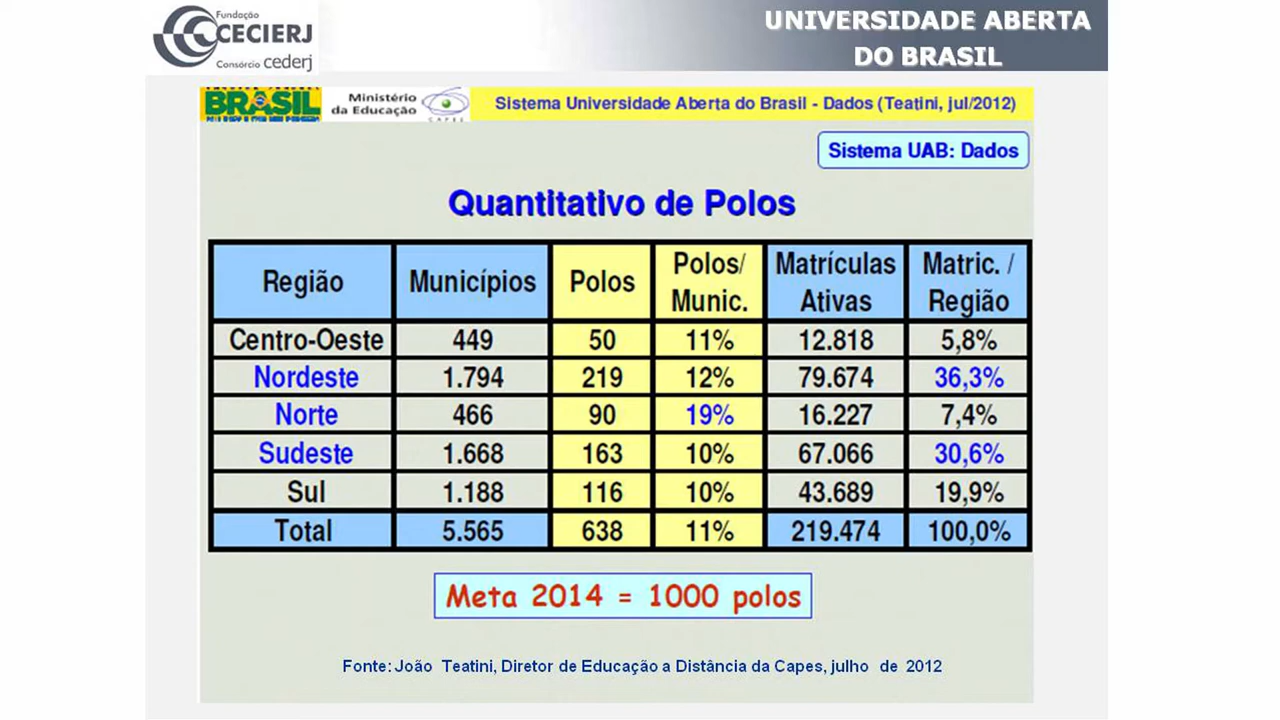 Fundação
CECIERJ
Consórcio cederj
UNIVERSIDADE ABERTA
DO BRASIL
BRASIL
Ministério
da Educação
CAPES
Sistema Universidade Aberta do Brasil - Dados (Teatini, jul/2012)
Sistema UAB: Dados
Quantitativo de Polos
Região Municípios Polos Polos/ Munic. Matrículas Ativas Matric. / Região
Centro-Oeste 449 50 11% 12.818 5,8%
Nordeste 1.794 219 12% 79.674 36,3%
Norte 466 90 19% 16.227 7,4%
Sudeste 1.668 163 10% 67.066 30,6%
Sul 1.188 116 10% 43.689 19,9%
Total 5.565 638 11% 219.474 100,0%
Meta 2014 = 1000 polos
Fonte: João Teatini, Diretor de Educação a Distância da Capes, julho de 2012